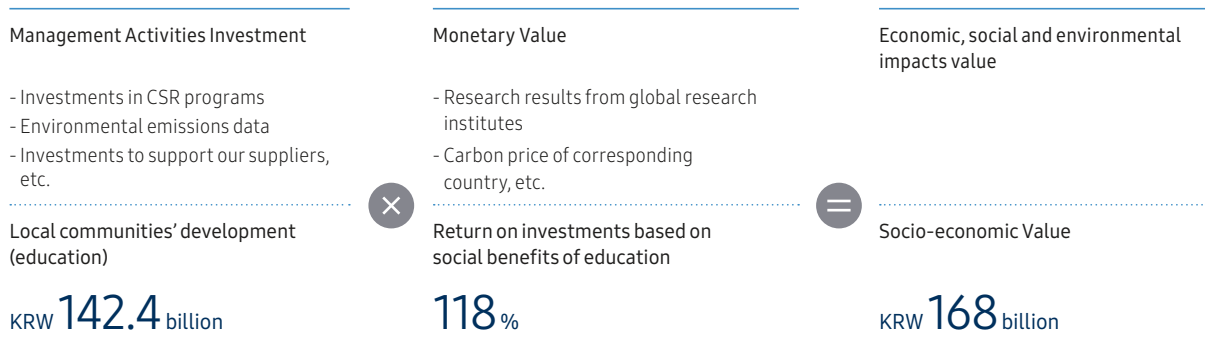 Management Activities Investment
- Investments in CSR programs
- Environmental emissions data
- Investments to support our suppliers,
etc.
Local communities' development
(education)
KRW 142.4 billion
×
Monetary Value
- Research results from global research
institutes
- Carbon price of corresponding
country, etc.
Return on investments based on
social benefits of education
118 %
=
Economic, social and environmental
impacts value
Socio-economic Value
KRW 168 billion